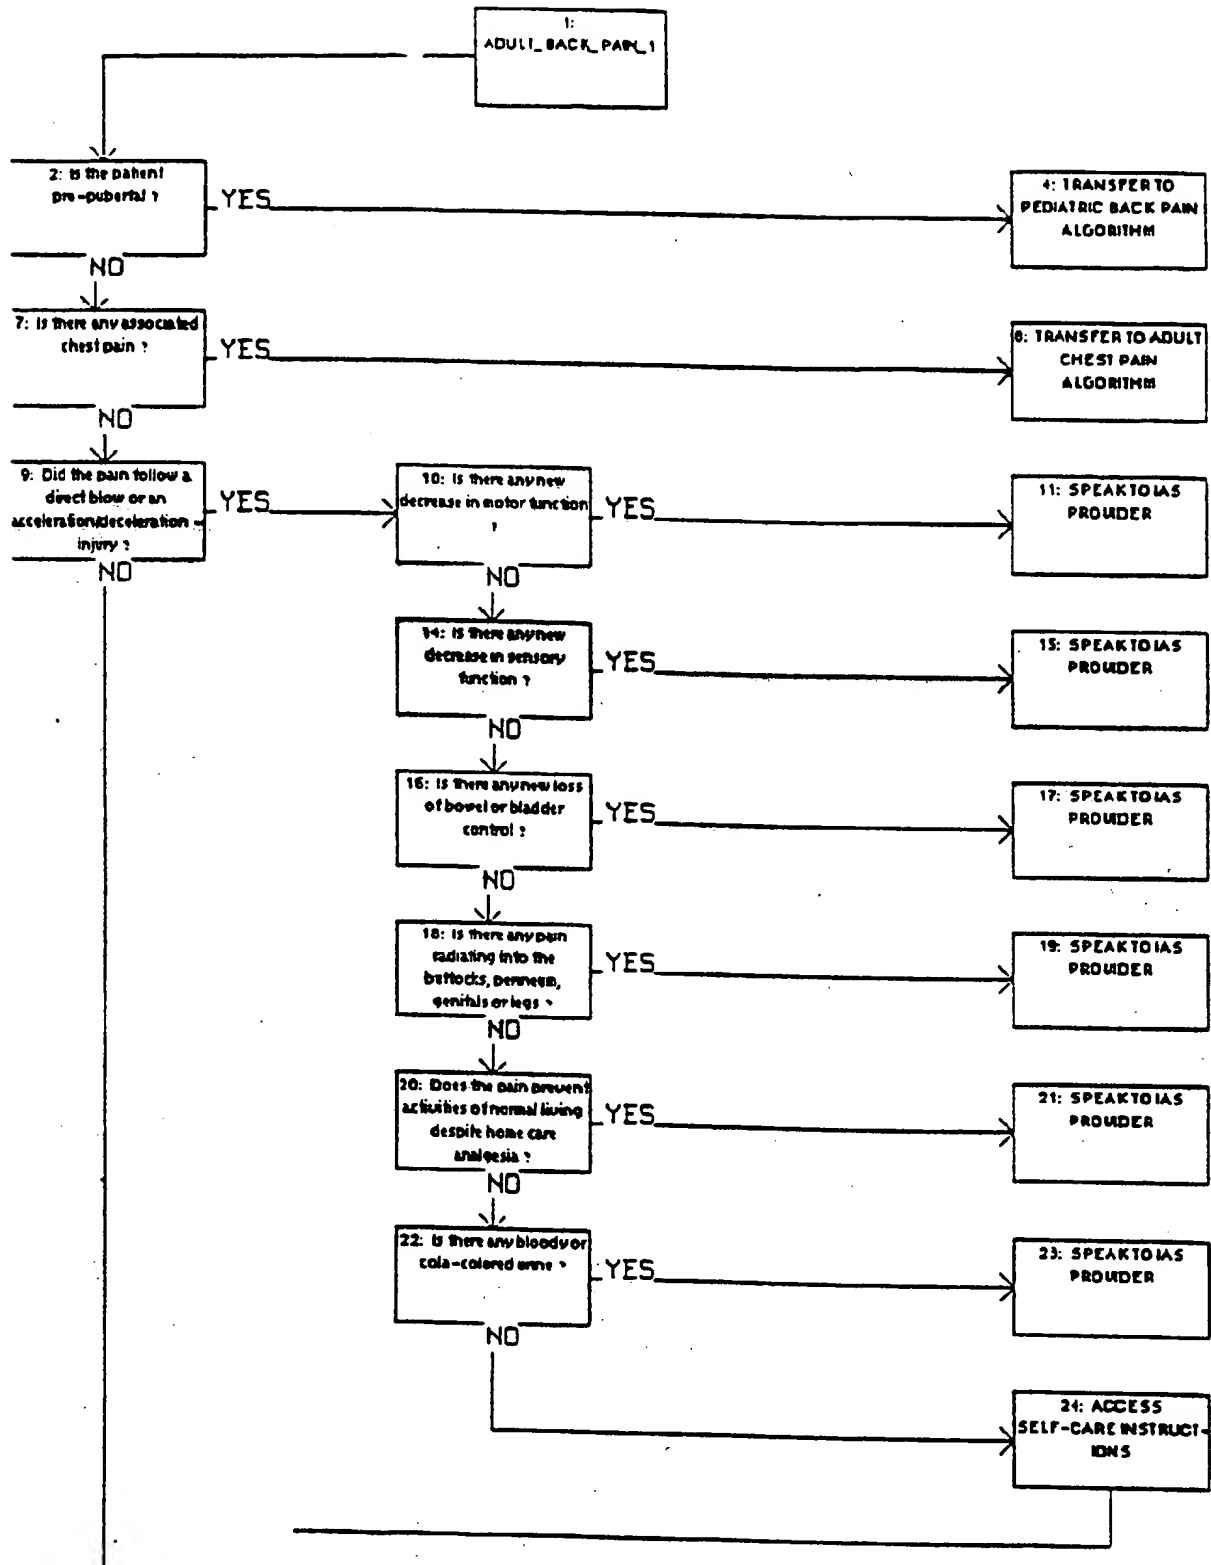 1:
ADULT_BACK_PAIN_1
2: Is the patient
pre-pubertal ?
YES
4: TRANSFER TO
PEDIATRIC BACK PAIN
ALGORITHM
NO
7: Is there any associated
chest pain ?
YES
8: TRANSFER TO ADULT
CHEST PAIN
ALGORITHM
NO
9: Did the pain follow a
direct blow or an
acceleration/deceleration -
injury ?
YES
10: Is there any new
decrease in motor function
?
YES
11: SPEAK TO IAS
PROVIDER
NO
NO
14: Is there any new
decrease in sensory
function ?
YES
15: SPEAK TO IAS
PROVIDER
NO
16: Is there any new loss
of bowel or bladder
control ?
YES
17: SPEAK TO IAS
PROVIDER
NO
18: Is there any pain
radiating into the
buttocks, perineum,
genitals or legs ?
YES
19: SPEAK TO IAS
PROVIDER
NO
20: Does the pain prevent
activities of normal living
despite home care
analgesia ?
YES
21: SPEAK TO IAS
PROVIDER
NO
22: Is there any bloody or
cola-colored urine ?
YES
23: SPEAK TO IAS
PROVIDER
NO
24: ACCESS
SELF-CARE INSTRUCT-
IONS